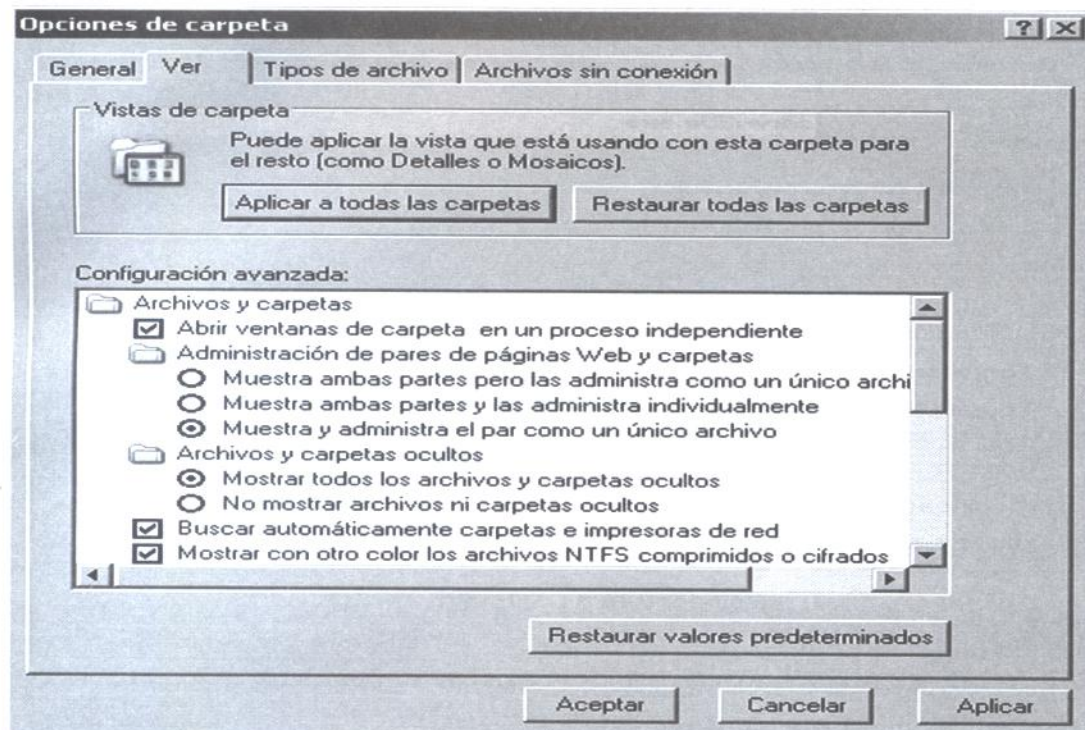 Opciones de carpeta
General
Ver
Tipos de archivo
Archivos sin conexión
Vistas de carpeta
Puede aplicar la vista que está usando con esta carpeta para
el resto (como Detalles o Mosaicos).
Aplicar a todas las carpetas
Restaurar todas las carpetas
Configuración avanzada:
Archivos y carpetas
Abrir ventanas de carpeta en un proceso independiente
Administración de pares de páginas Web y carpetas
Muestra ambas partes pero las administra como un único archi
Muestra ambas partes y las administra individualmente
Muestra y administra el par como un único archivo
Archivos y carpetas ocultos
Mostrar todos los archivos y carpetas ocultos
No mostrar archivos ni carpetas ocultos
Buscar automáticamente carpetas e impresoras de red
Mostrar con otro color los archivos NTFS comprimidos o cifrados
Restaurar valores predeterminados
Aceptar
Cancelar
Aplicar